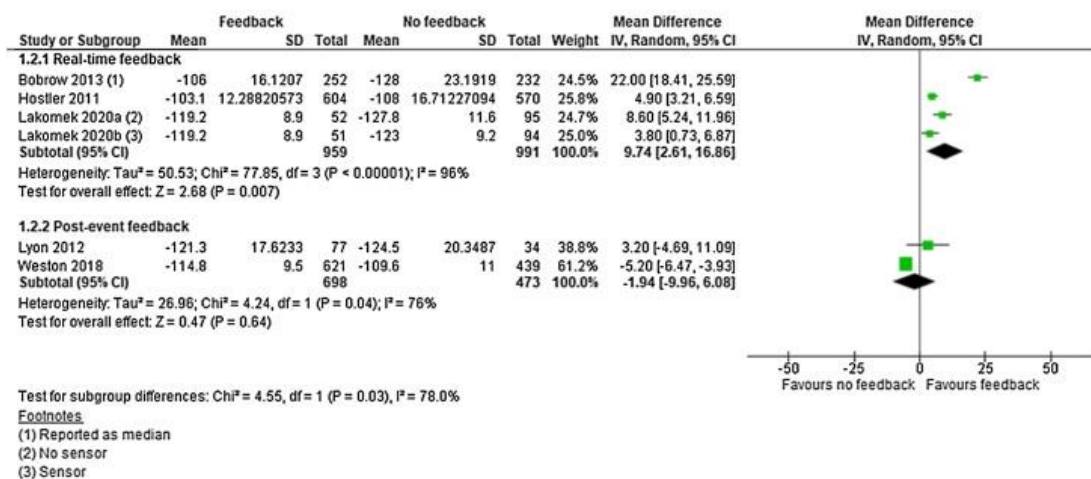 Feedback No feedback Mean Difference Mean Difference
Study or Subgroup Mean SD Total Mean SD Total Weight IV, Random, 95% CI IV, Random, 95% CI
1.2.1 Real-time feedback
Bobrow 2013 (1) -106 16.1207 252 -128 23.1919 232 24.5% 22.00 [18.41, 25.59]
Hostler 2011 -103.1 12.28820573 604 -108 16.71227094 570 25.8% 4.90 [3.21, 6.59]
Lakomek 2020a (2) -119.2 8.9 52 -127.8 11.6 95 24.7% 8.60 [5.24, 11.96]
Lakomek 2020b (3) -119.2 8.9 51 -123 9.2 94 25.0% 3.80 [0.73, 6.87]
Subtotal (95% CI) 959 991 100.0% 9.74 [2.61, 16.86]
Heterogeneity: Tau² = 50.53; Chi² = 77.85, df = 3 (P < 0.00001); I² = 96%
Test for overall effect: Z = 2.68 (P = 0.007)
1.2.2 Post-event feedback
Lyon 2012 -121.3 17.6233 77 -124.5 20.3487 34 38.8% 3.20 [-4.69, 11.09]
Weston 2018 -114.8 9.5 621 -109.6 11 439 61.2% -5.20 [-6.47, -3.93]
Subtotal (95% CI) 698 473 100.0% -1.94 [-9.96, 6.08]
Heterogeneity: Tau² = 26.96; Chi² = 4.24, df = 1 (P = 0.04); I² = 76%
Test for overall effect: Z = 0.47 (P = 0.64)
-50 -25 0 25 50
Favours no feedback Favours feedback
Test for subgroup differences: Chi² = 4.55, df = 1 (P = 0.03), I² = 78.0%
Footnotes
(1) Reported as median
(2) No sensor
(3) Sensor